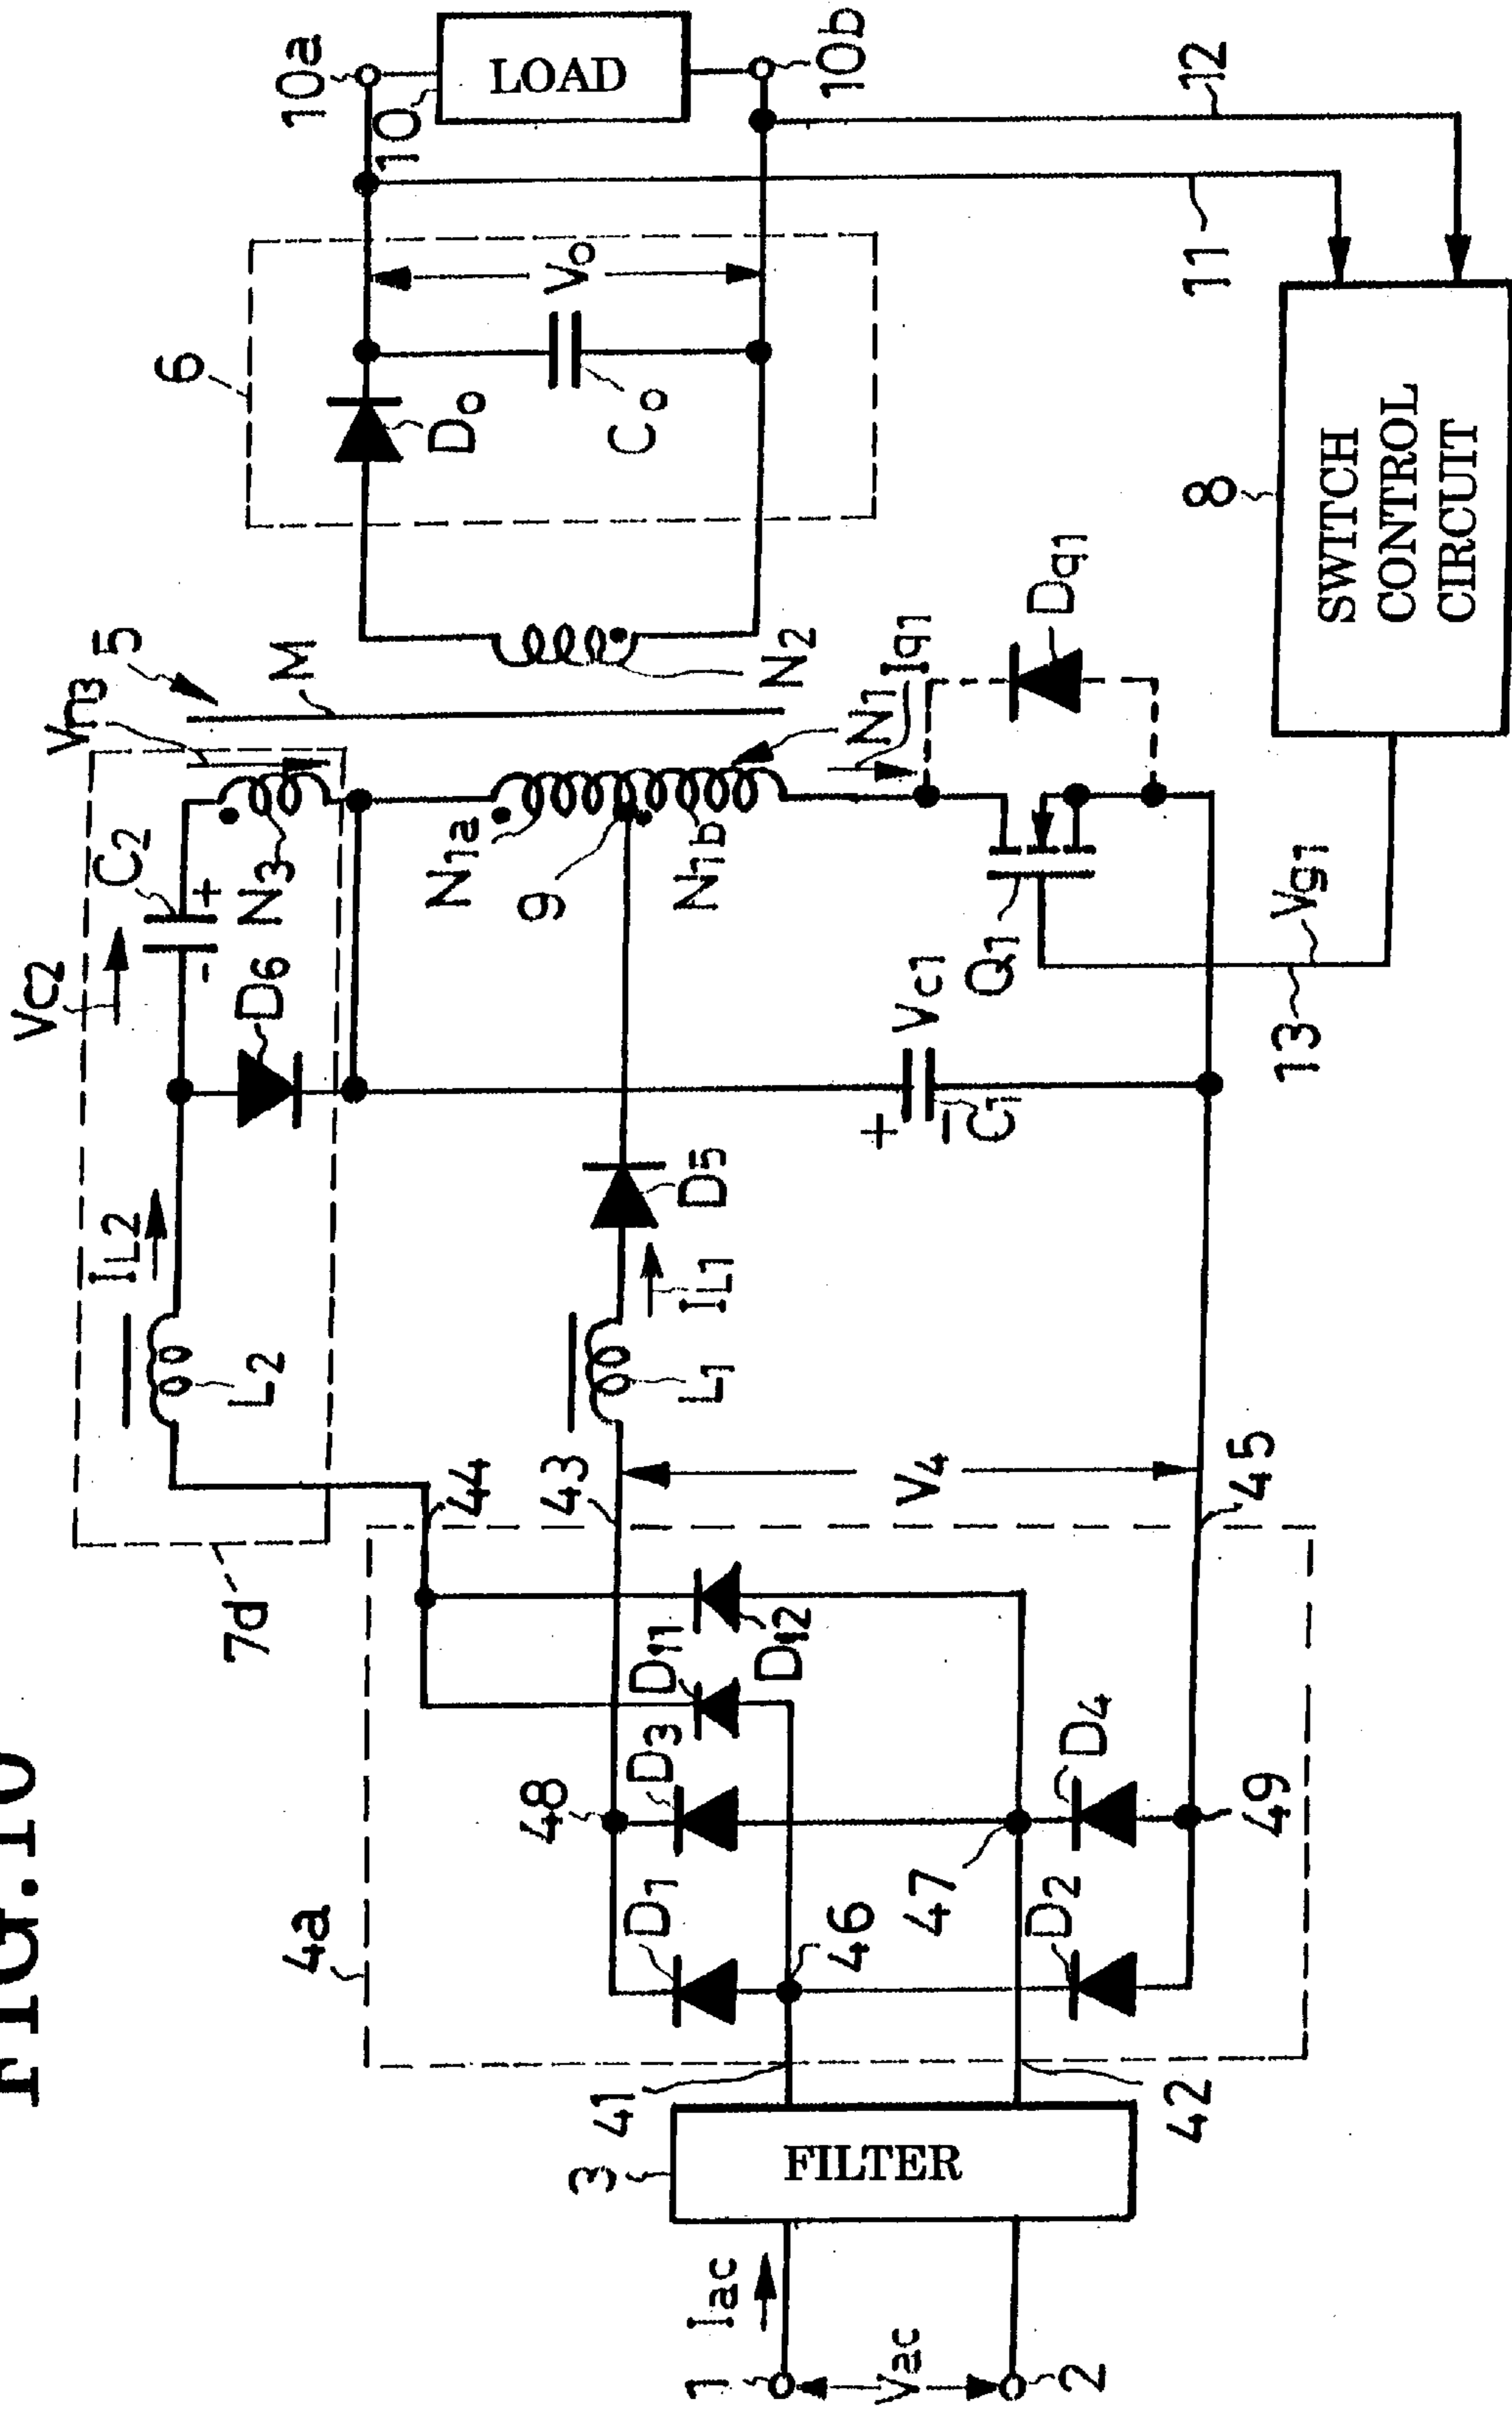 FIG.10
Vc2
Vn3
5
C2
+
-
IL2
L2
D6
N3
M
6
10a
10
LOAD
7d
44
N1a
9
N1b
N1
Iq1
N2
Do
Co
Vo
10b
4a
48
43
L1
IL1
D5
D1
D3
D11
D12
V4
+
-
C1
Vc1
Q1
Dq1
11
12
1
Iac
Vac
2
3
FILTER
41
42
46
47
D2
D4
49
45
13
Vg1
8
SWITCH
CONTROL
CIRCUIT